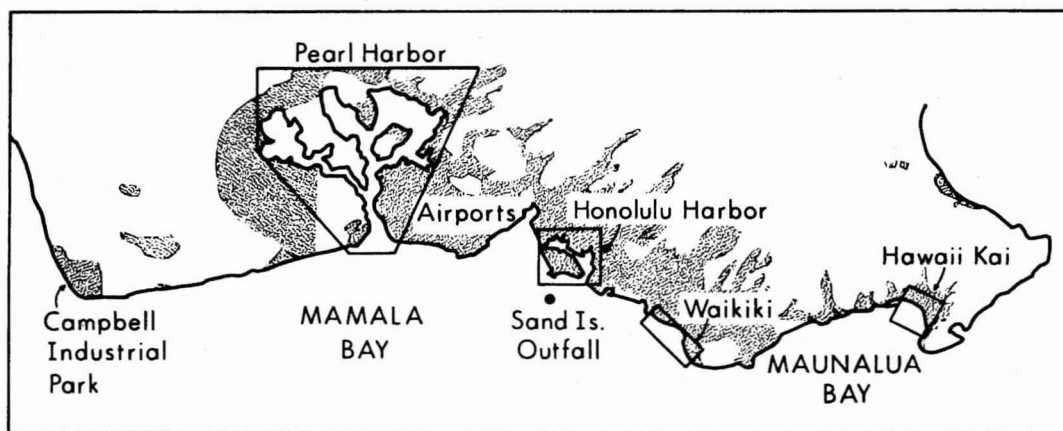 Pearl Harbor
Airports
Honolulu Harbor
Hawaii Kai
Waikiki
Campbell
Industrial
Park
MAMALA
BAY
Sand Is.
Outfall
MAUNALUA
BAY